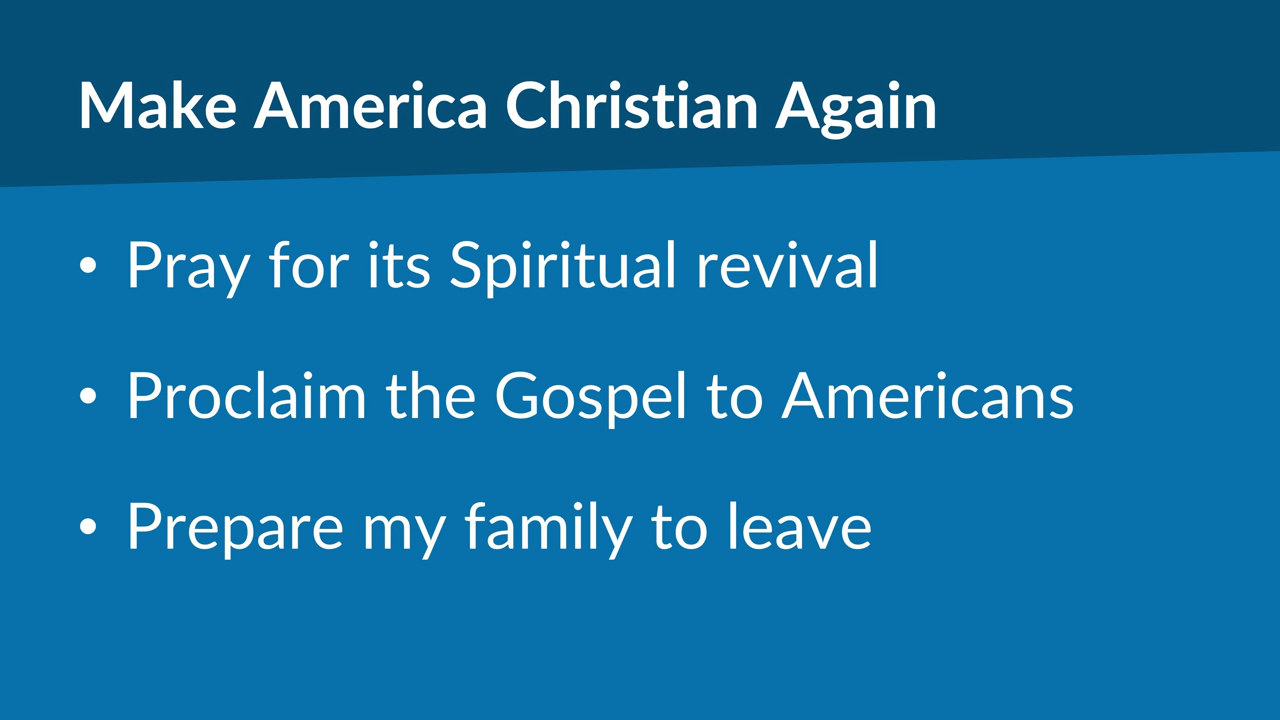 Make America Christian Again
• Pray for its Spiritual revival
• Proclaim the Gospel to Americans
• Prepare my family to leave